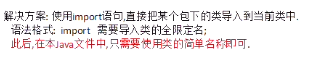 解决方案: 使用import语句,直接把某个包下的类导入到当前类中.
语法格式: import 需要导入类的全限定名;
此后,在本Java文件中,只需要使用类的简单名称即可.